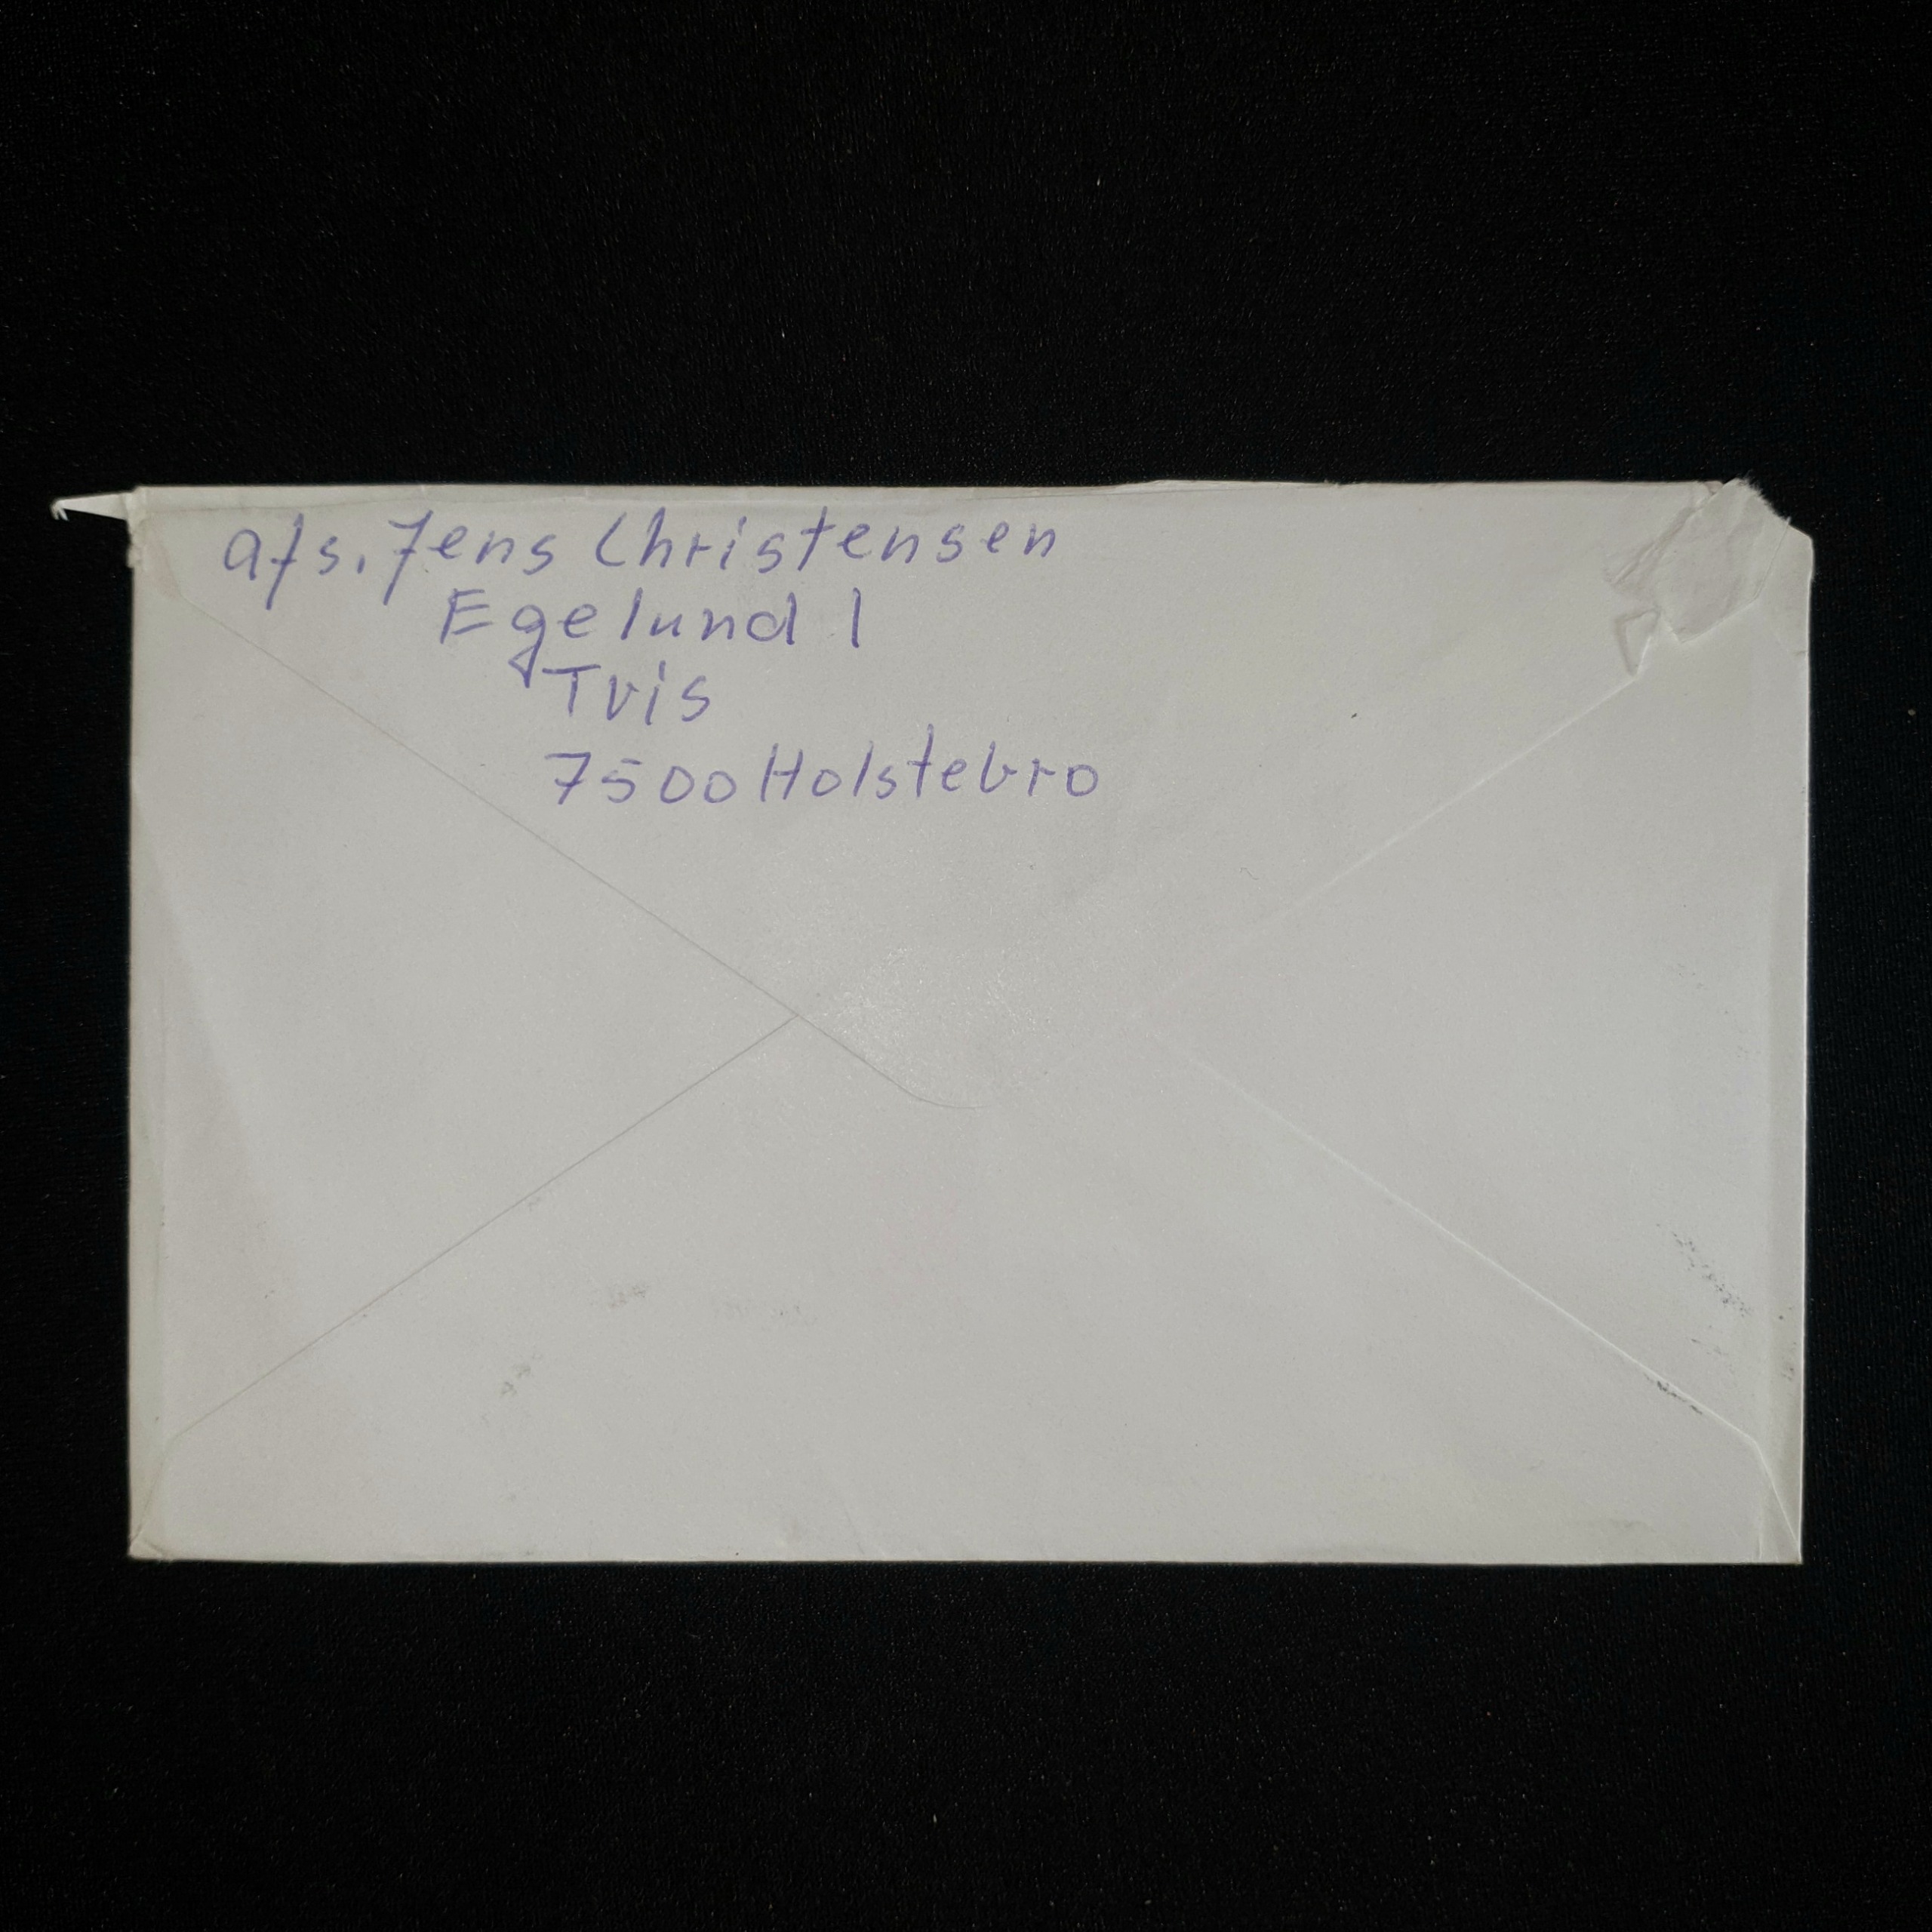 afs. Jens Christensen
Egelund 1
Tvis
7500 Holstebro